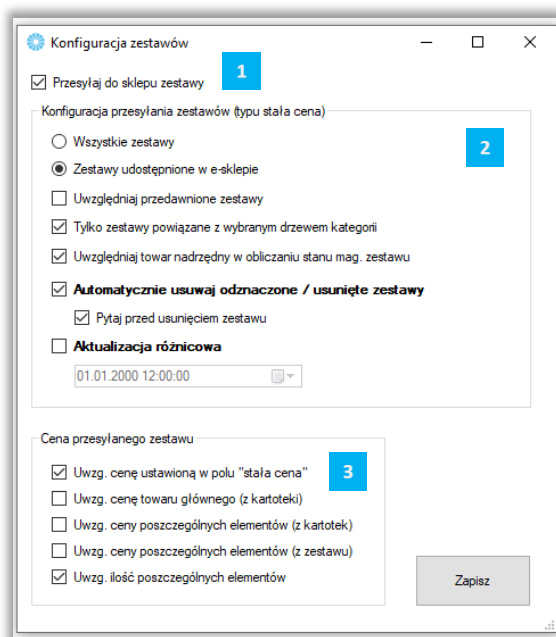 Konfiguracja zestawów
1
Przesyłaj do sklepu zestawy
Konfiguracja przesyłania zestawów (typu stała cena)
2
Wszystkie zestawy
Zestawy udostępnione w e-sklepie
Uwzględniaj przedawnione zestawy
Tylko zestawy powiązane z wybranym drzewem kategorii
Uwzględniaj towar nadrzędny w obliczaniu stanu mag. zestawu
Automatycznie usuwaj odznaczone / usunięte zestawy
Pytaj przed usunięciem zestawu
Aktualizacja różnicowa
01.01.2000 12:00:00
Cena przesyłanego zestawu
3
Uwzg. cenę ustawioną w polu "stała cena"
Uwzg. cenę towaru głównego (z kartoteki)
Uwzg. ceny poszczególnych elementów (z kartotek)
Uwzg. ceny poszczególnych elementów (z zestawu)
Uwzg. ilość poszczególnych elementów
Zapisz